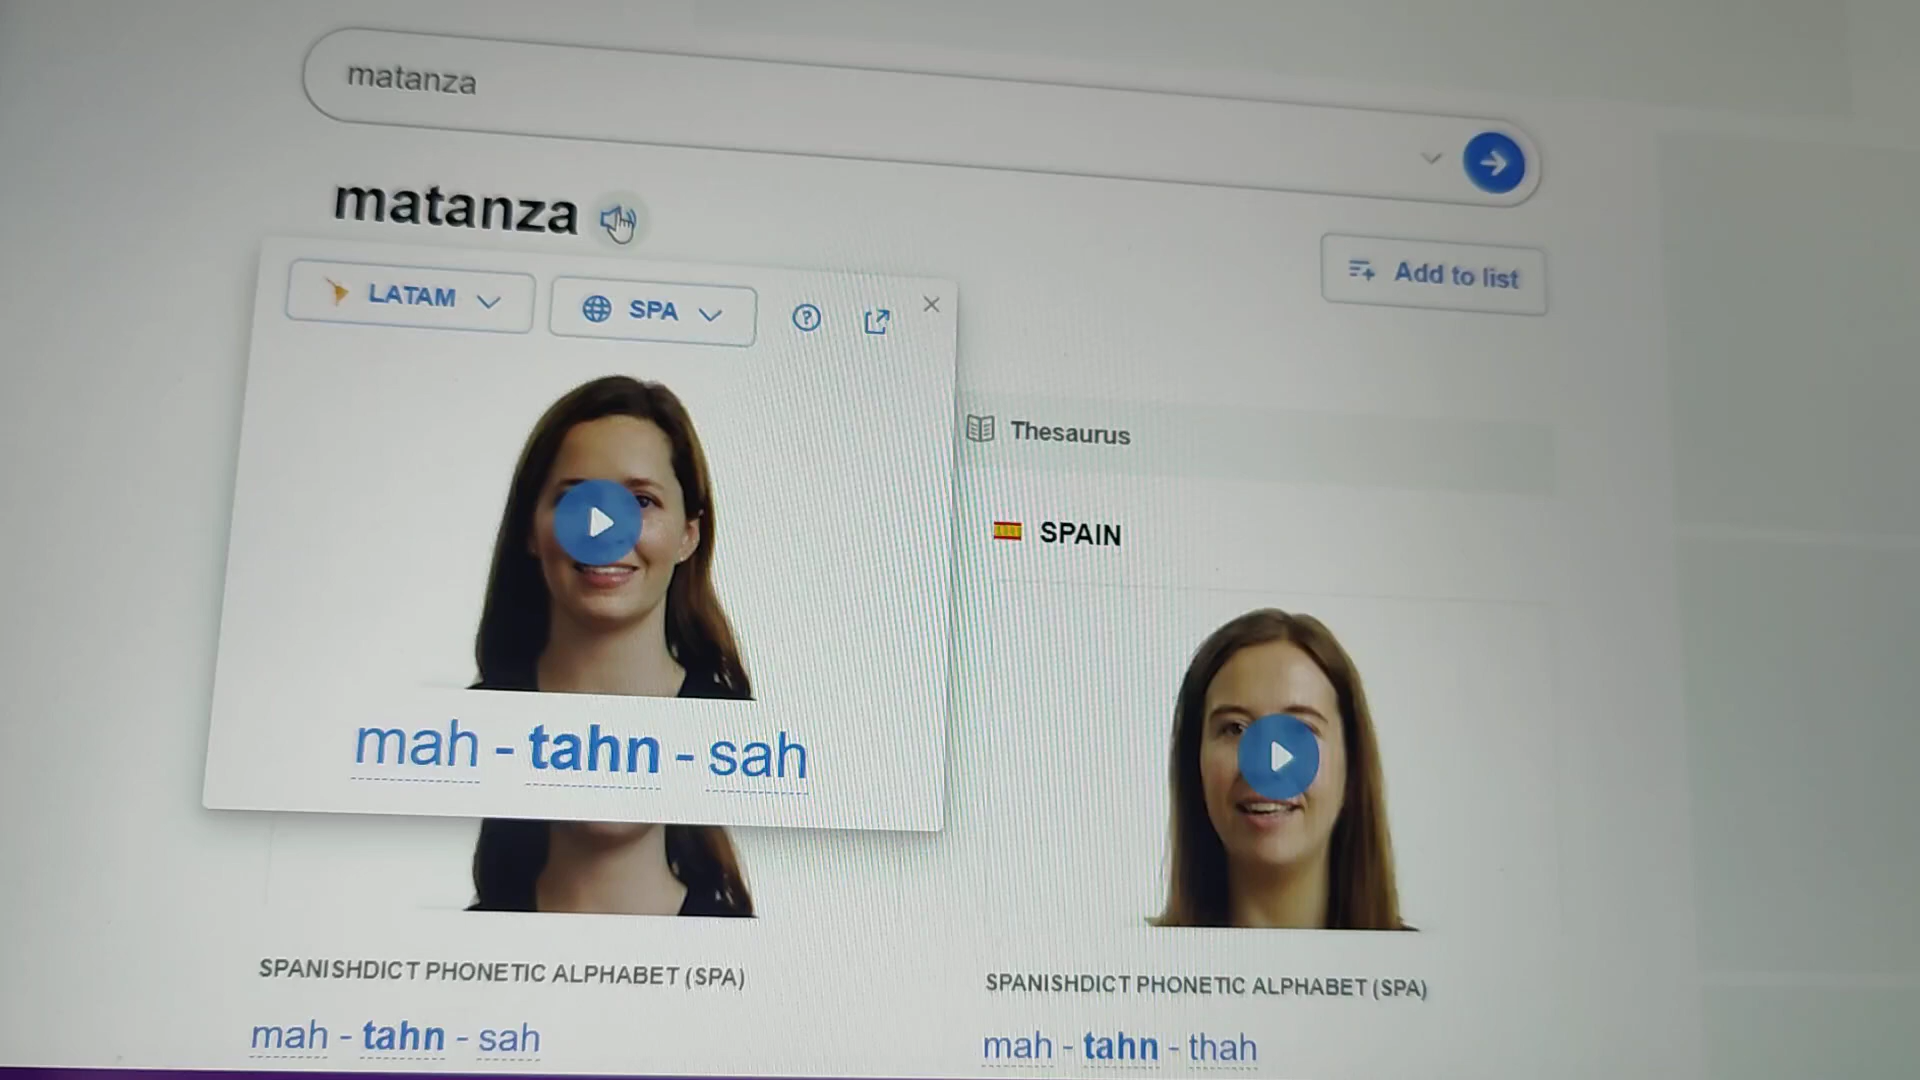 matanza
matanza
Add to list
LATAM
SPA
Thesaurus
SPAIN
mah - tahn - sah
SPANISHDICT PHONETIC ALPHABET (SPA)
mah - tahn - sah
SPANISHDICT PHONETIC ALPHABET (SPA)
mah - tahn - thah